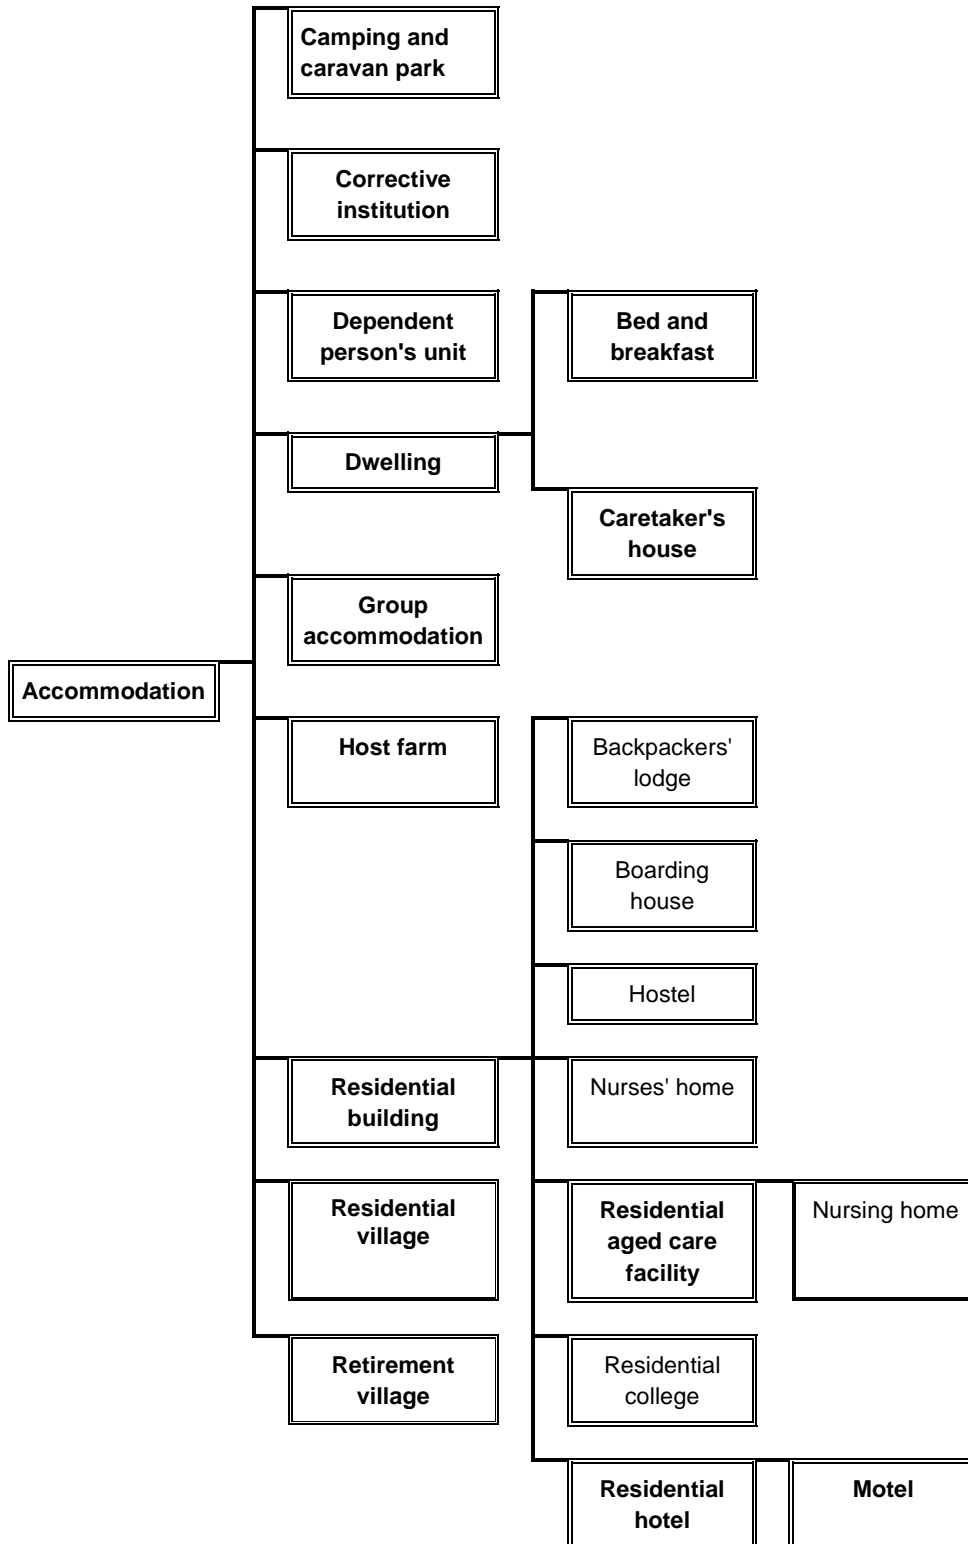 Camping and
caravan park
Corrective
institution
Dependent
person's unit
Bed and
breakfast
Dwelling
Caretaker's
house
Group
accommodation
Accommodation
Host farm
Backpackers'
lodge
Boarding
house
Hostel
Residential
building
Nurses' home
Residential
village
Residential
aged care
facility
Nursing home
Retirement
village
Residential
college
Residential
hotel
Motel